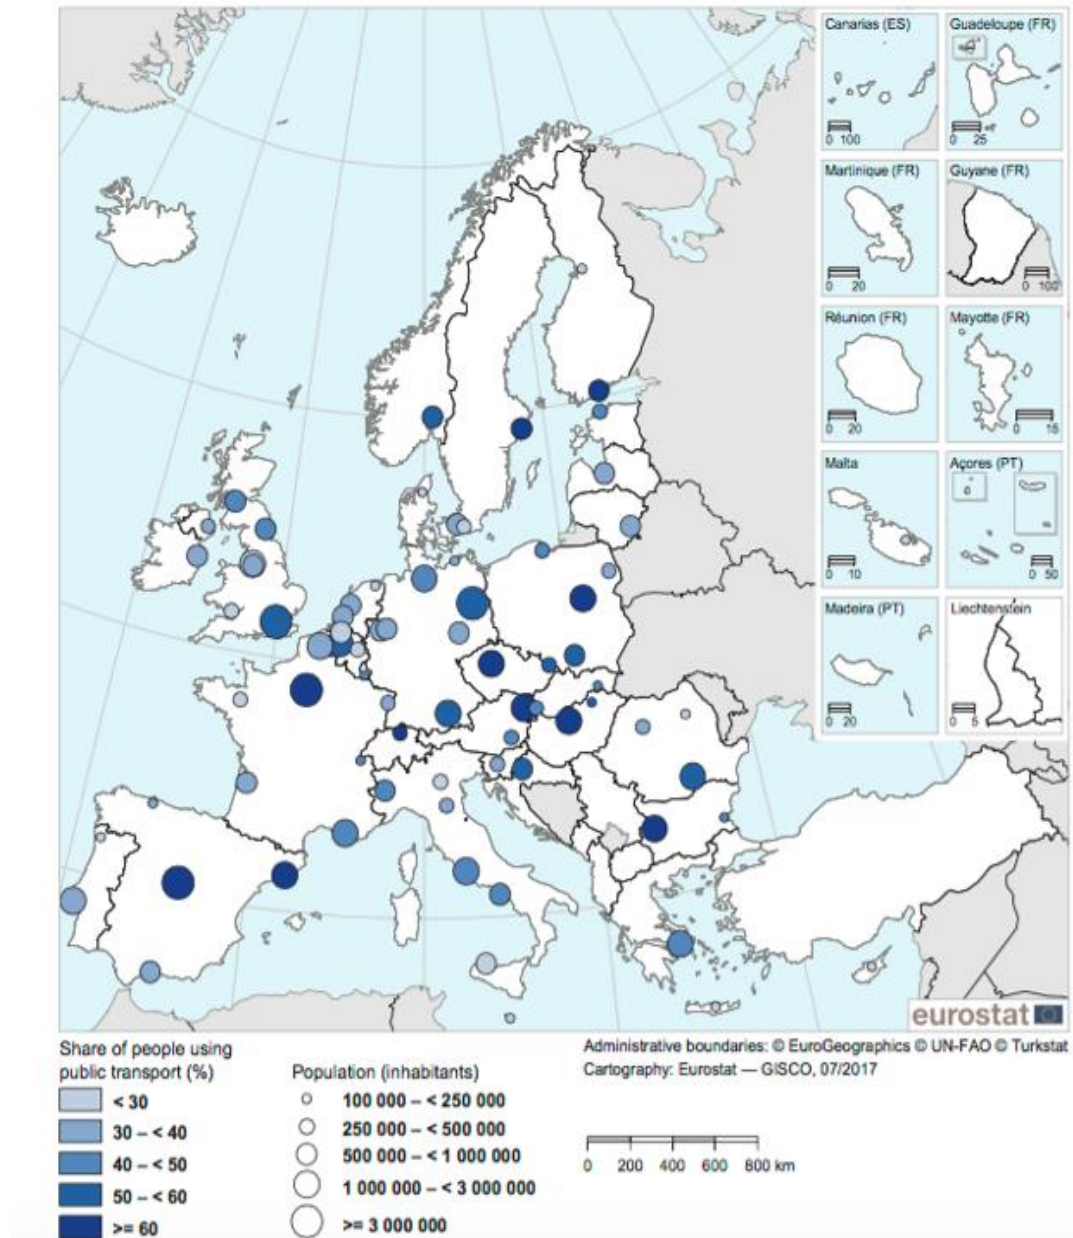 Canarias (ES)
0 100
Guadeloupe (FR)
0 25
Martinique (FR)
0 20
Guyane (FR)
0 100
Réunion (FR)
0 20
Mayotte (FR)
0 15
Malta
0 10
Açores (PT)
0 50
Madeira (PT)
0 20
Liechtenstein
0 5
eurostat
Administrative boundaries: © EuroGeographics © UN-FAO © Turkstat
Cartography: Eurostat — GISCO, 07/2017
Share of people using
public transport (%)
< 30
30 – < 40
40 – < 50
50 – < 60
>= 60
Population (inhabitants)
100 000 – < 250 000
250 000 – < 500 000
500 000 – < 1 000 000
1 000 000 – < 3 000 000
>= 3 000 000
0 200 400 600 800 km